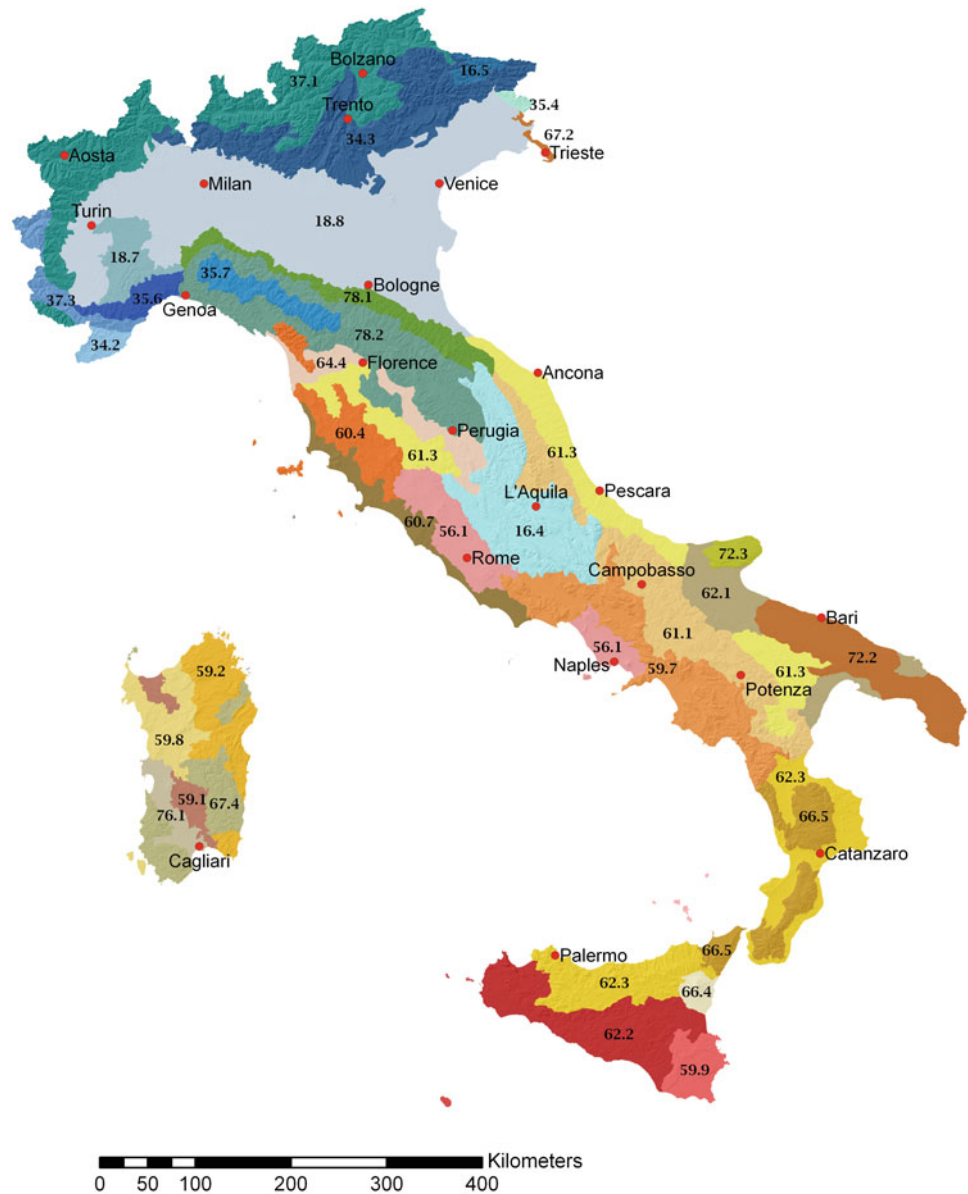 Bolzano
37.1
16.5
35.4
Trento
34.3
67.2
Trieste
Aosta
Milan
Venice
Turin
18.8
18.7
35.7
Bologne
37.3
35.6
78.1
Genoa
78.2
34.2
64.4
Florence
Ancona
60.4
Perugia
61.3
61.3
L'Aquila
Pescara
60.7
56.1
16.4
72.3
Rome
Campobasso
62.1
Bari
61.1
56.1
59.2
Naples
59.7
61.3
72.2
Potenza
59.8
62.3
59.1
67.4
76.1
66.5
Cagliari
Catanzaro
66.5
Palermo
62.3
66.4
62.2
59.9
Kilometers
0 50 100 200 300 400